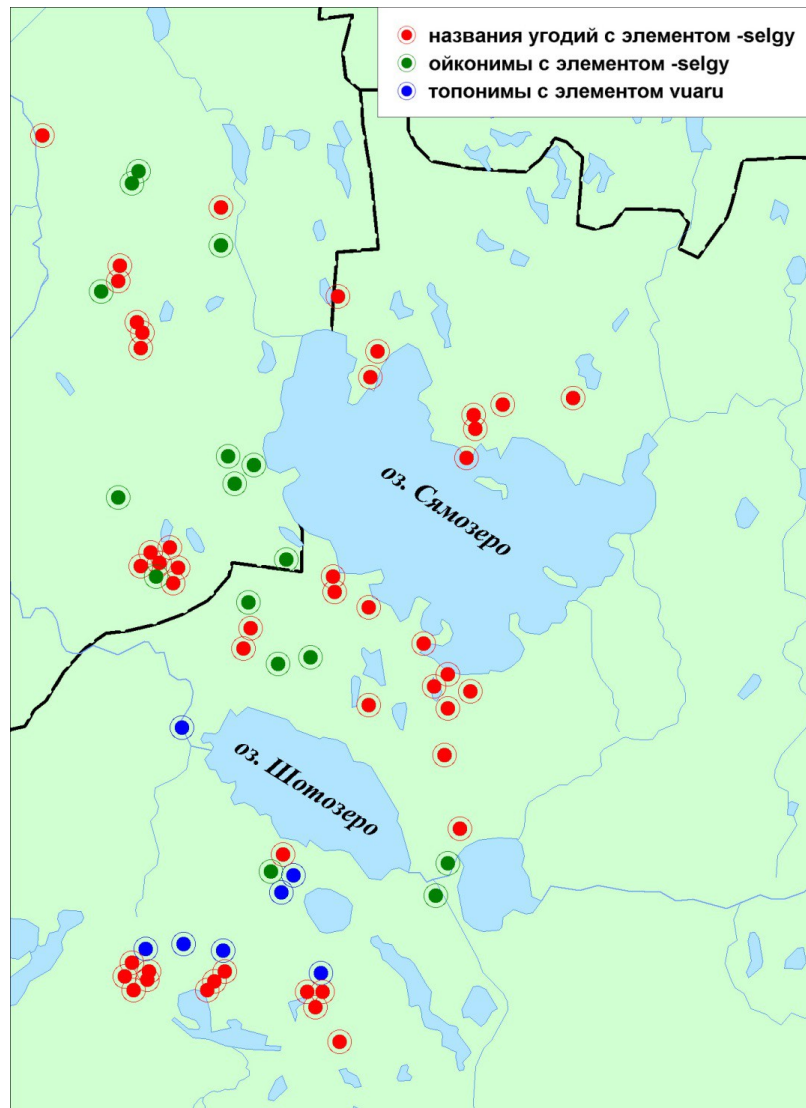 названия угодий с элементом -selgy
ойконимы с элементом -selgy
топонимы с элементом vuaru
оз. Сямозеро
оз. Шотозеро